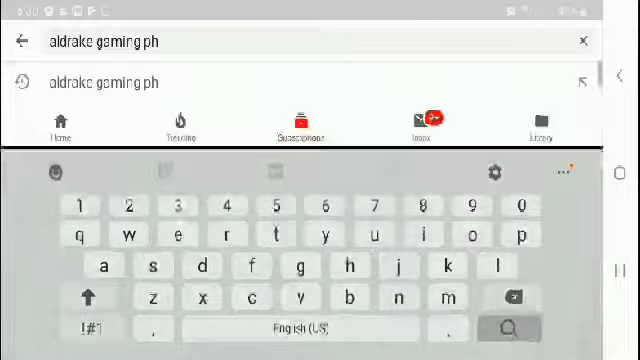 aldrake gaming ph
aldrake gaming ph
Home Trending Subscriptions Inbox Library
1 2 3 4 5 6 7 8 9 0
q w e r t y u i o p
a s d f g h j k l
z x c v b n m
!#1 , English (US) .